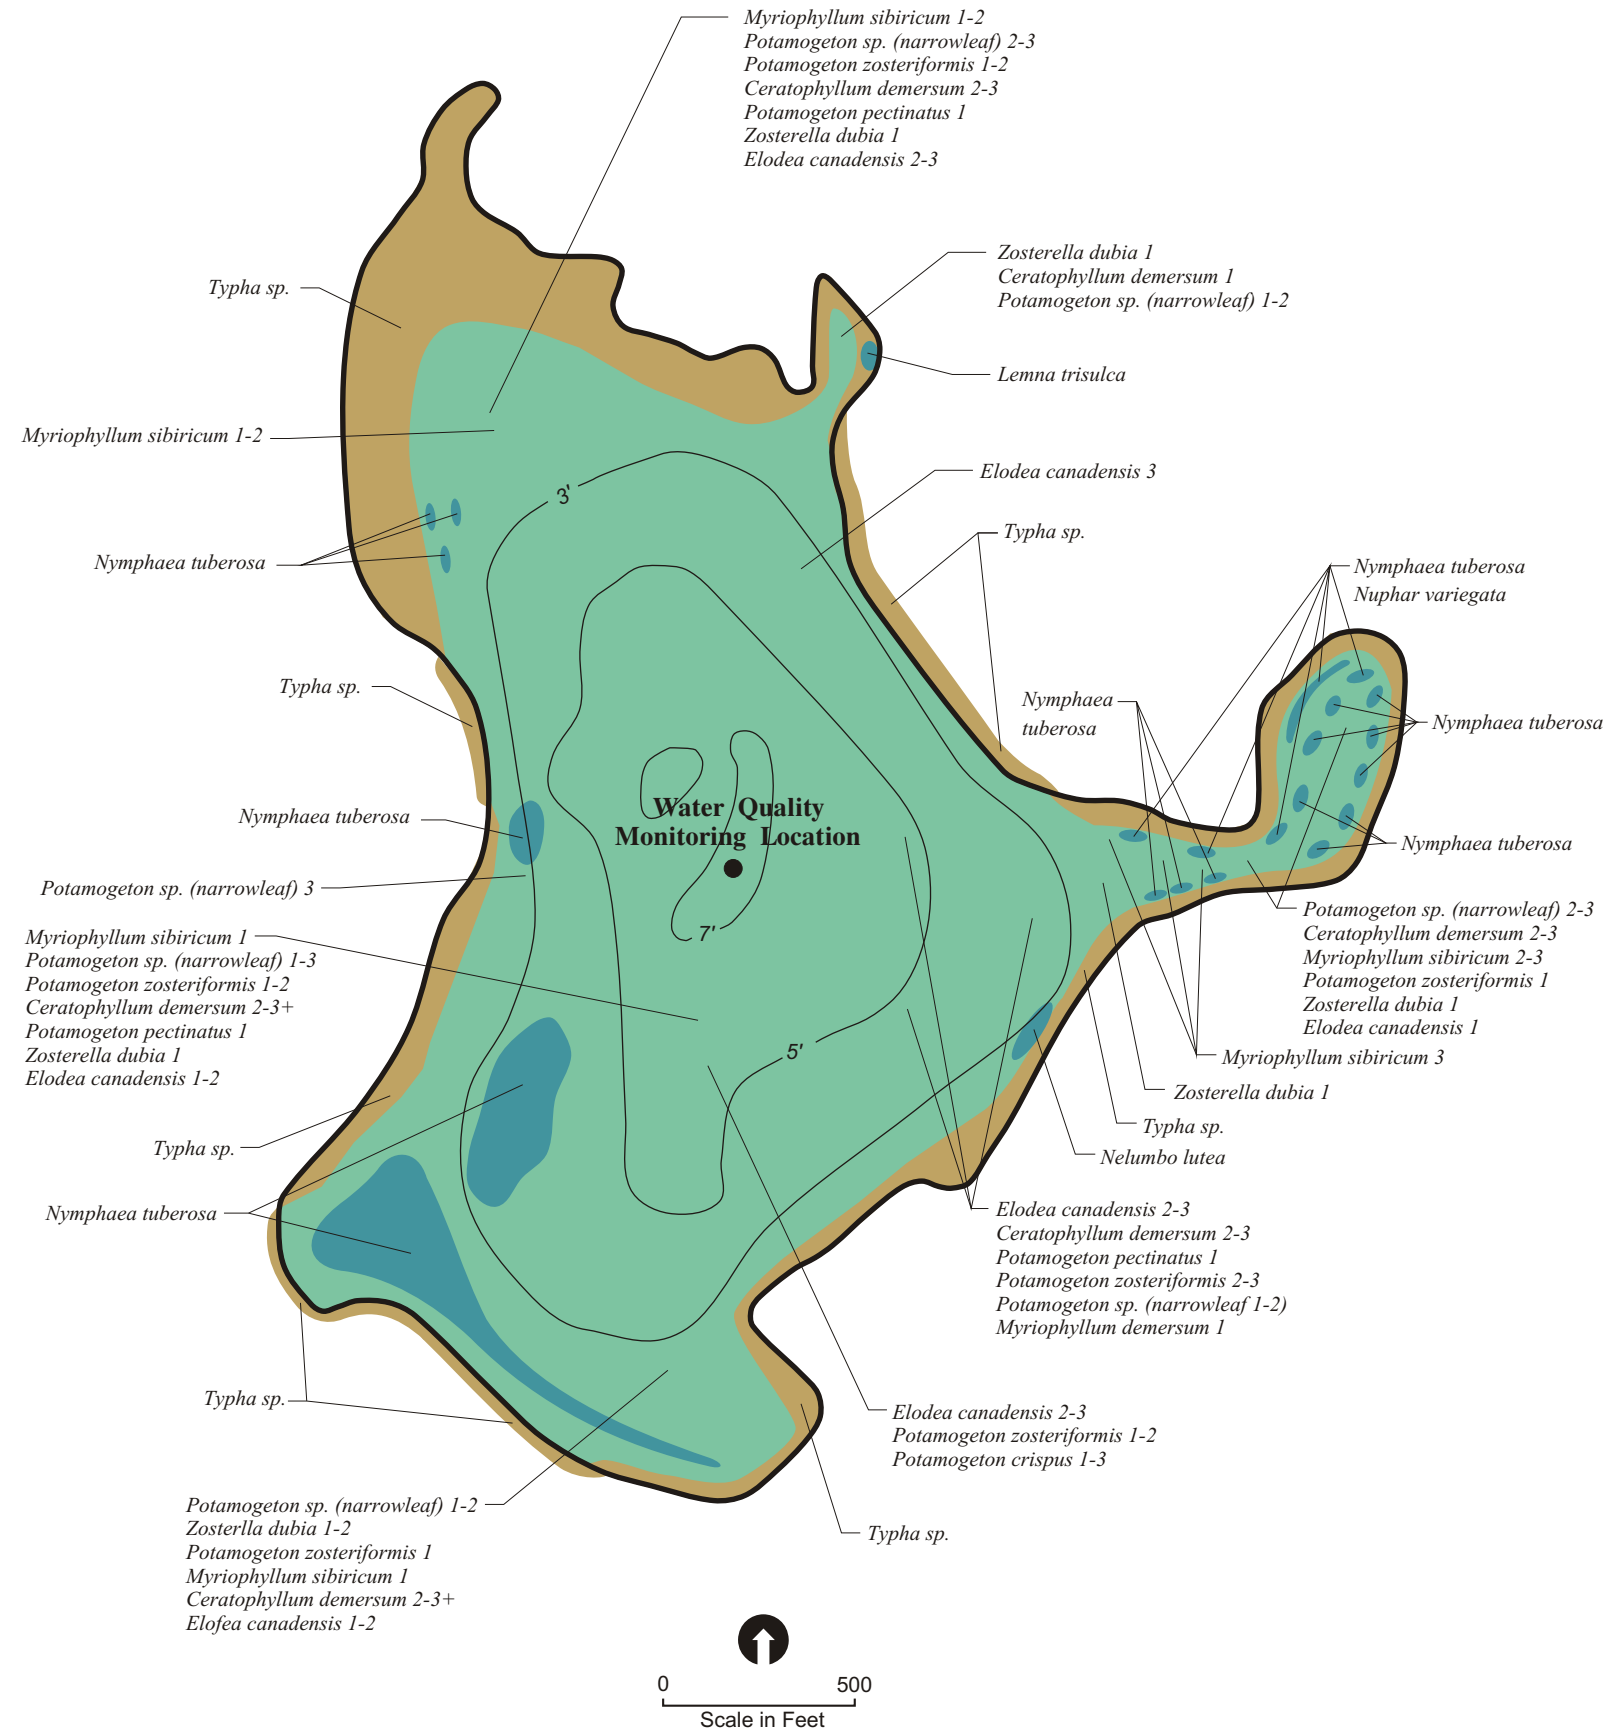 Myriophyllum sibiricum 1-2
Potamogeton sp. (narrowleaf) 2-3
Potamogeton zosteriformis 1-2
Ceratophyllum demersum 2-3
Potamogeton pectinatus 1
Zosterella dubia 1
Elodea canadensis 2-3
Zosterella dubia 1
Ceratophyllum demersum 1
Potamogeton sp. (narrowleaf) 1-2
Typha sp.
Lemna trisulca
Myriophyllum sibiricum 1-2
Elodea canadensis 3
3'
Typha sp.
Nymphaea tuberosa
Nymphaea tuberosa
Nuphar variegata
Typha sp.
Nymphaea
tuberosa
Nymphaea tuberosa
Water Quality
Monitoring Location
Nymphaea tuberosa
Nymphaea tuberosa
Potamogeton sp. (narrowleaf) 3
7'
Myriophyllum sibiricum 1
Potamogeton sp. (narrowleaf) 1-3
Potamogeton zosteriformis 1-2
Ceratophyllum demersum 2-3+
Potamogeton pectinatus 1
Zosterella dubia 1
Elodea canadensis 1-2
Potamogeton sp. (narrowleaf) 2-3
Ceratophyllum demersum 2-3
Myriophyllum sibiricum 2-3
Potamogeton zosteriformis 1
Zosterella dubia 1
Elodea canadensis 1
5'
Myriophyllum sibiricum 3
Zosterella dubia 1
Typha sp.
Typha sp.
Nelumbo lutea
Nymphaea tuberosa
Elodea canadensis 2-3
Ceratophyllum demersum 2-3
Potamogeton pectinatus 1
Potamogeton zosteriformis 2-3
Potamogeton sp. (narrowleaf 1-2)
Myriophyllum demersum 1
Typha sp.
Elodea canadensis 2-3
Potamogeton zosteriformis 1-2
Potamogeton crispus 1-3
Potamogeton sp. (narrowleaf) 1-2
Zosterlla dubia 1-2
Potamogeton zosteriformis 1
Myriophyllum sibiricum 1
Ceratophyllum demersum 2-3+
Elofea canadensis 1-2
Typha sp.
0 500
Scale in Feet